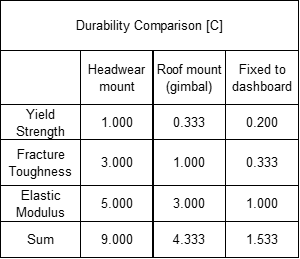 Durability Comparison [C]
Headwear mount Roof mount (gimbal) Fixed to dashboard
Yield Strength 1.000 0.333 0.200
Fracture Toughness 3.000 1.000 0.333
Elastic Modulus 5.000 3.000 1.000
Sum 9.000 4.333 1.533